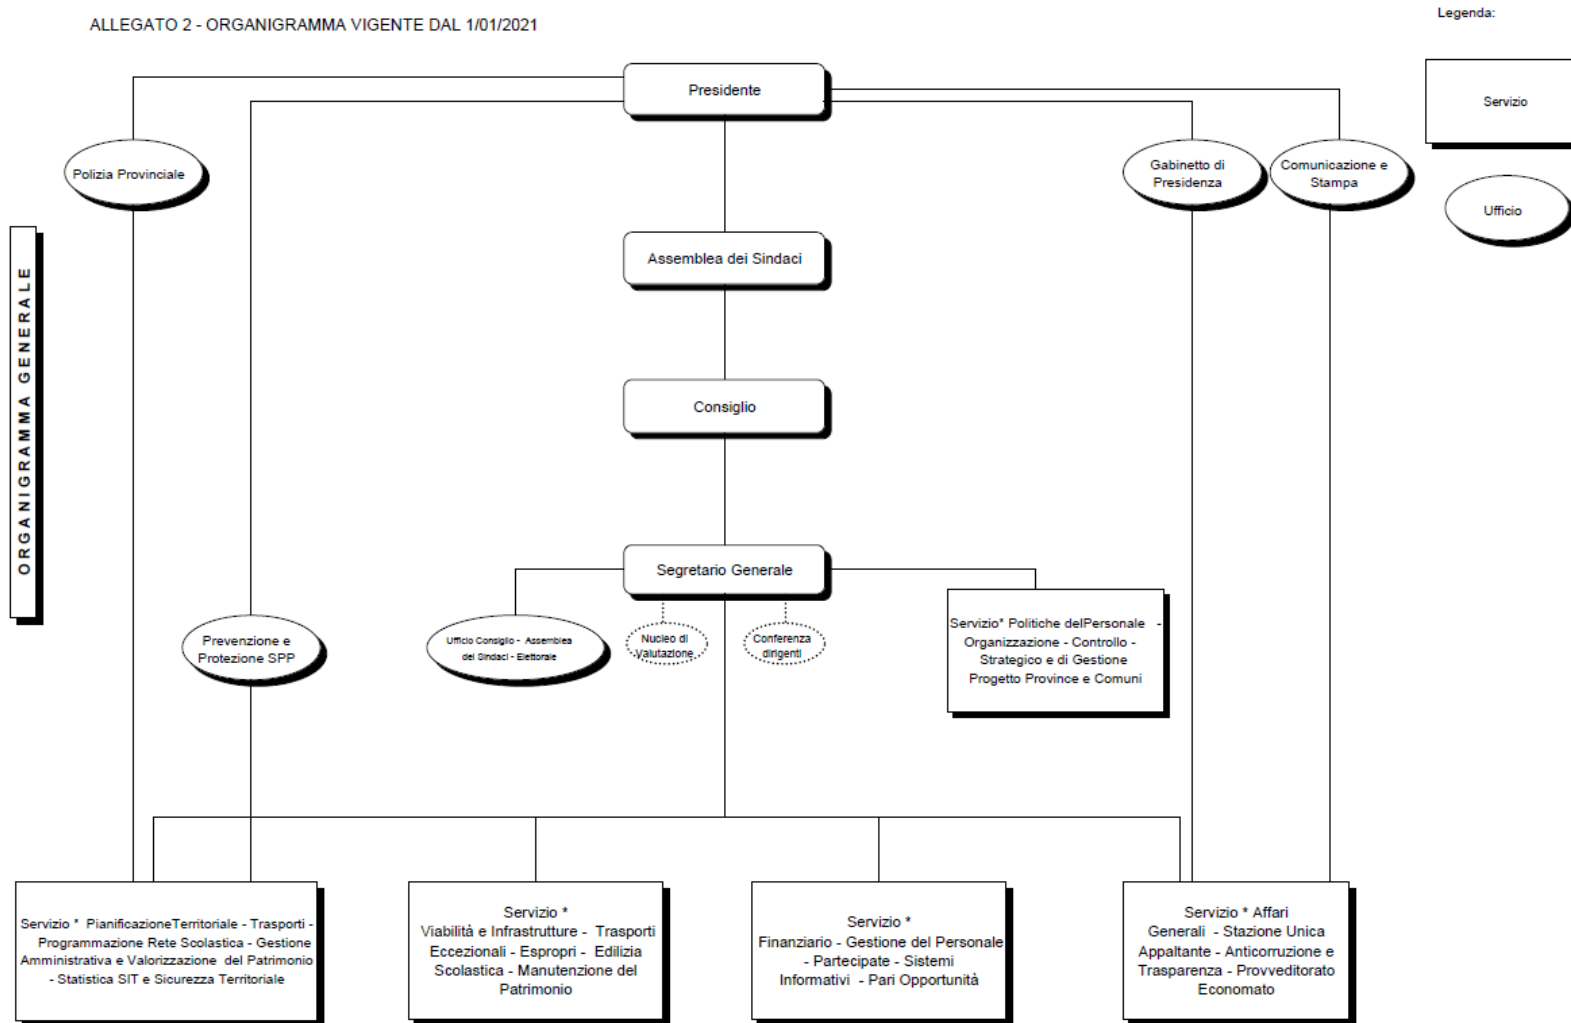 Legenda:
ALLEGATO 2 - ORGANIGRAMMA VIGENTE DAL 1/01/2021
Presidente
Servizio
Polizia Provinciale
Gabinetto di
Presidenza
Comunicazione e
Stampa
Ufficio
ORGANIGRAMMA GENERALE
Assemblea dei Sindaci
Consiglio
Segretario Generale
Prevenzione e
Protezione SPP
Ufficio Consiglio - Assemblea
dei Sindaci - Elettorale
Nucleo di
Valutazione
Conferenza
dirigenti
Servizio* Politiche delPersonale -
Organizzazione - Controllo -
Strategico e di Gestione
Progetto Province e Comuni
Servizio * PianificazioneTerritoriale - Trasporti -
Programmazione Rete Scolastica - Gestione
Amministrativa e Valorizzazione del Patrimonio
- Statistica SIT e Sicurezza Territoriale
Servizio *
Viabilità e Infrastrutture - Trasporti
Eccezionali - Espropri - Edilizia
Scolastica - Manutenzione del
Patrimonio
Servizio *
Finanziario - Gestione del Personale
- Partecipate - Sistemi
Informativi - Pari Opportunità
Servizio * Affari
Generali - Stazione Unica
Appaltante - Anticorruzione e
Trasparenza - Provveditorato
Economato